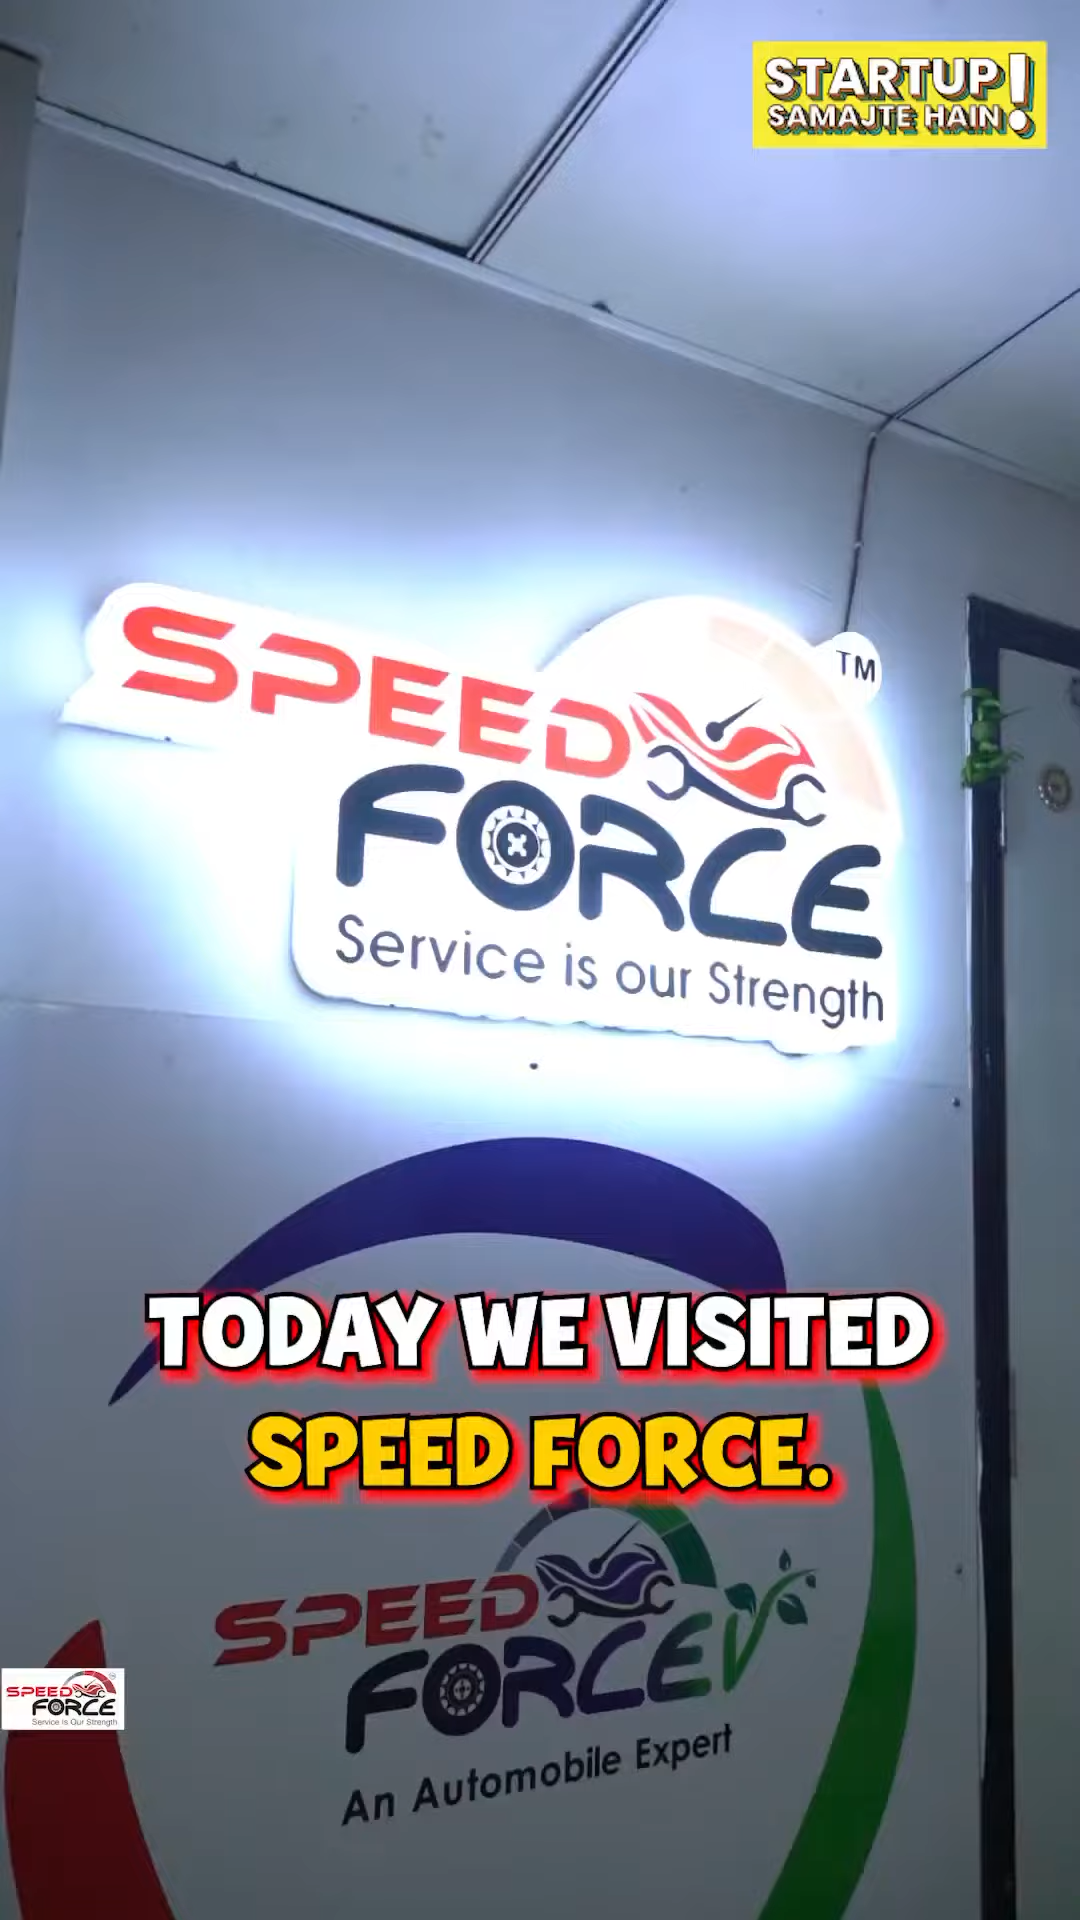 STARTUP!
SAMAJTE HAIN
SPEED
TM
FORCE
Service is our Strength
TODAY WE VISITED
SPEED FORCE.
SPEED
FORCEV
An Automobile Expert
SPEED
FORCE
Service Is Our Strength